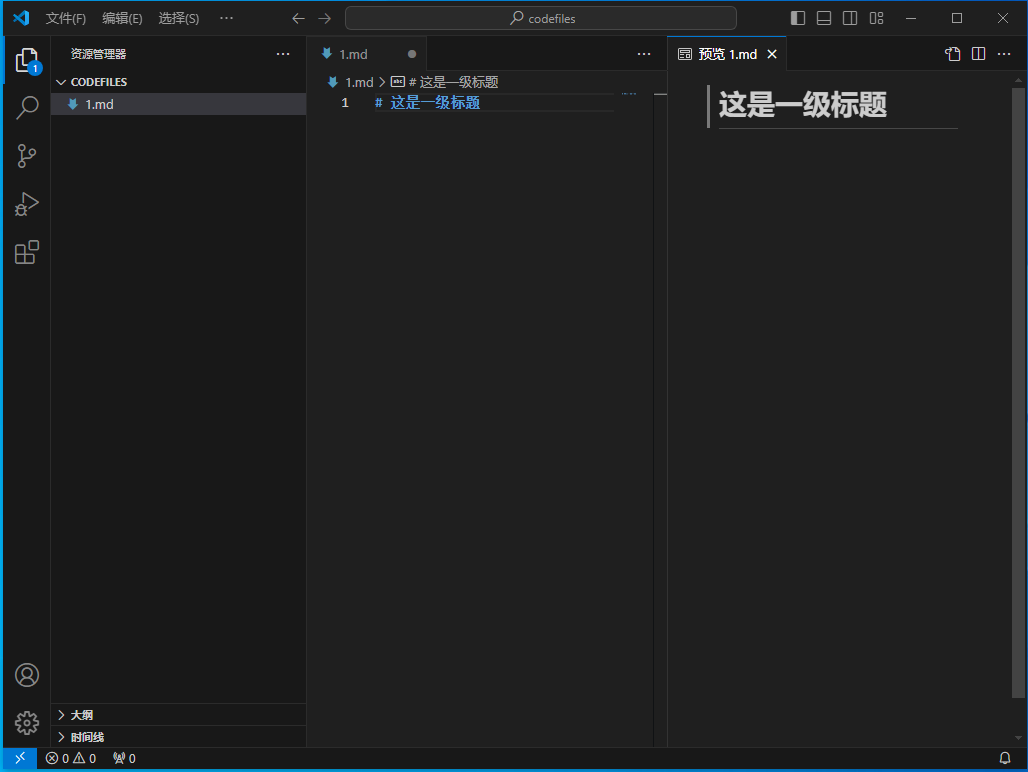 文件(F) 编辑(E) 选择(S) ··· codefiles
资源管理器 ···
1
CODEFILES
1.md
大纲
时间线
1.md ···
1.md > # 这是一级标题
1 # 这是一级标题
预览 1.md ···
这是一级标题
0 0 0